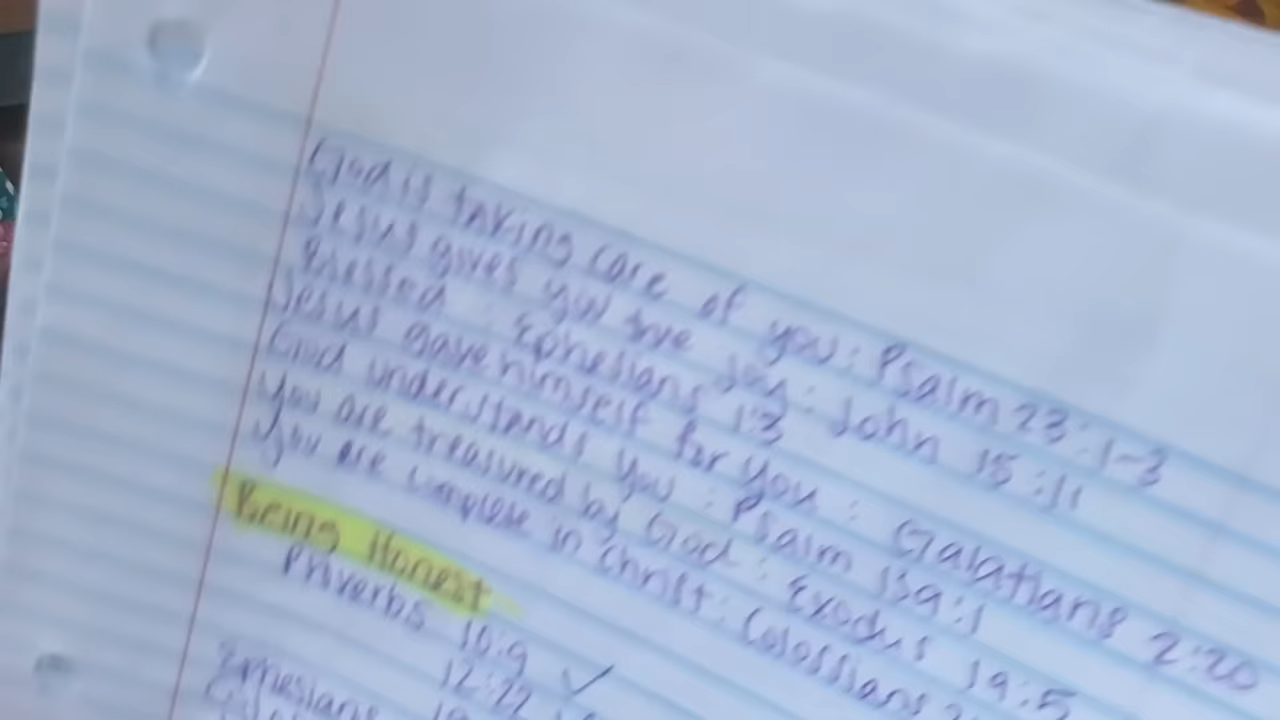 God is taking care of you: Psalm 23:1-3
Jesus gives you true joy: John 15:11
Blessed: Ephesians 1:3
Jesus gave himself for you: Galatians 2:20
God understands you: Psalm 139:1
You are treasured by God: Exodus 19:5
You are complete in Christ: Colossians
Being Honest
Proverbs 10:9
12:22 ✓
Ephesians